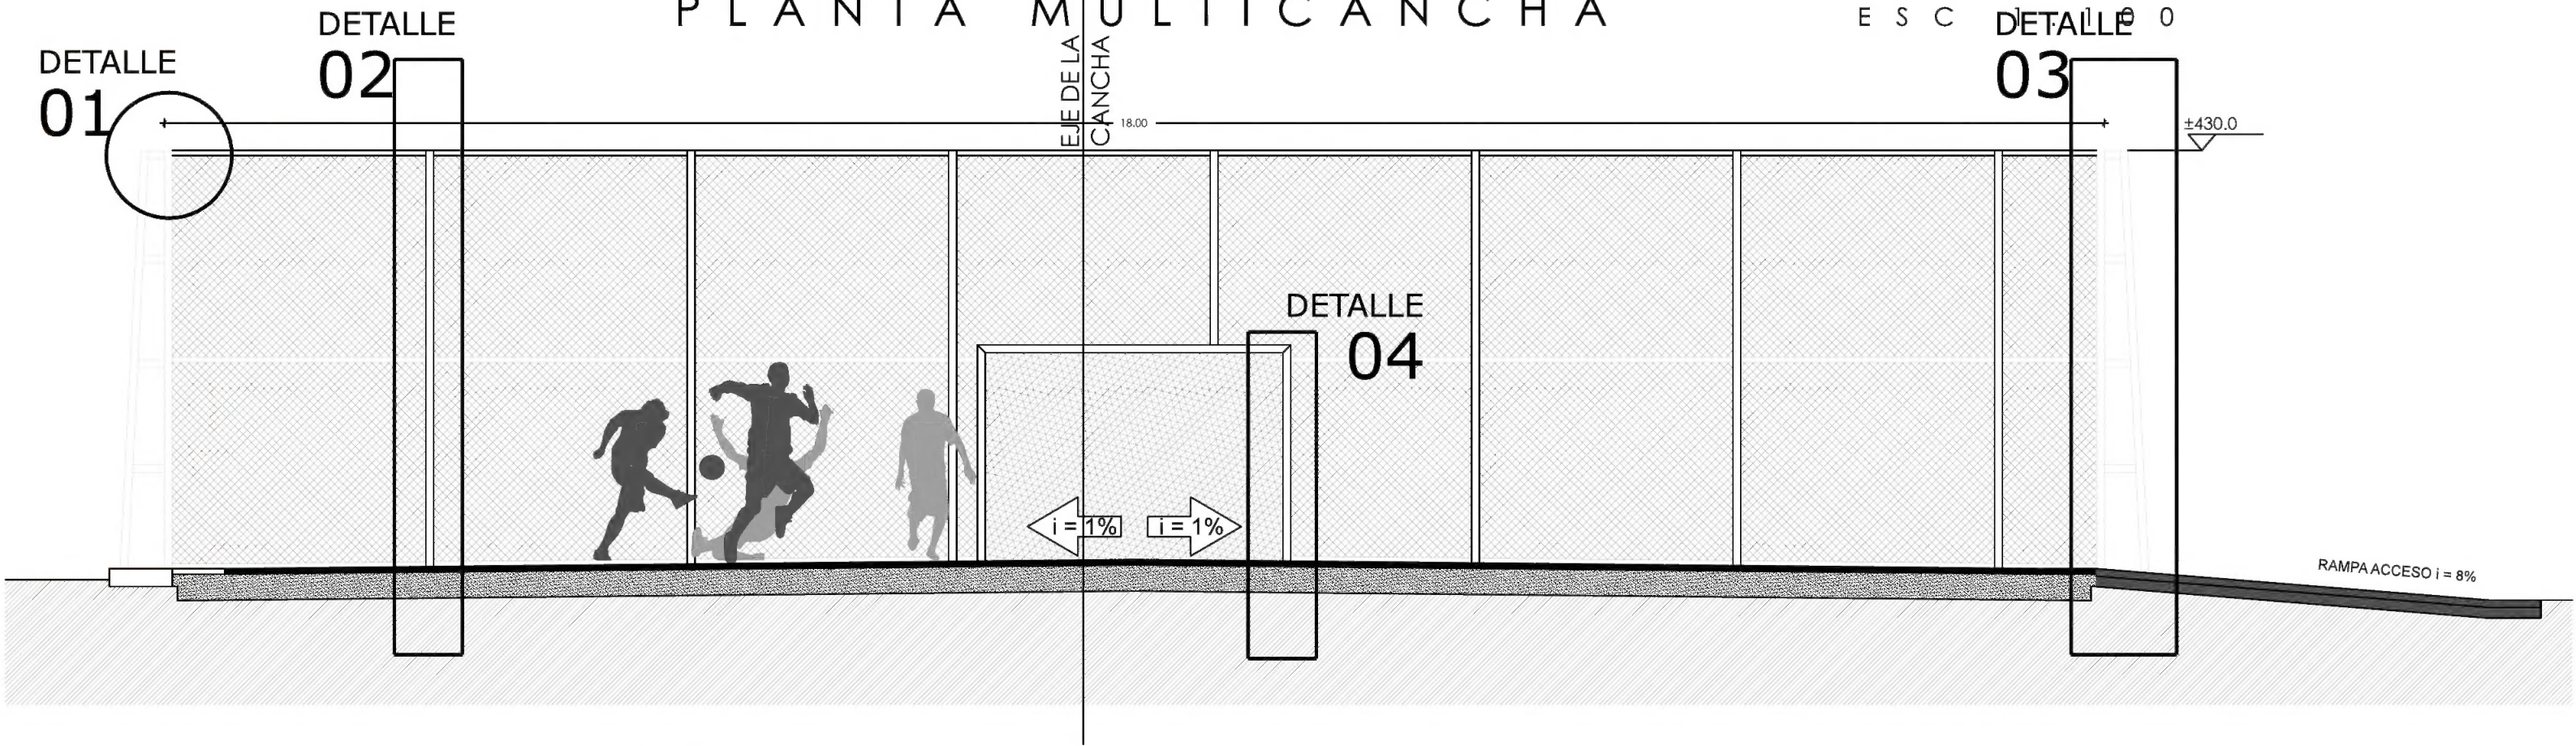 PLANTA MULTICANCHA
ESC 1:100
DETALLE
01
DETALLE
02
EJE DE LA
CANCHA
DETALLE
03
18.00
±430.0
DETALLE
04
i = 1%
i = 1%
RAMPA ACCESO i = 8%